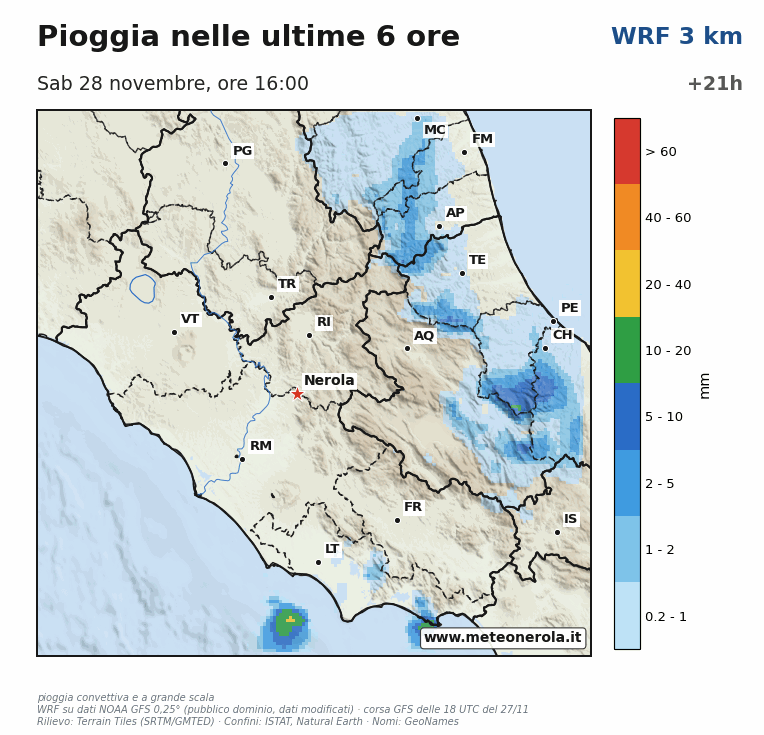 Pioggia nelle ultime 6 ore
WRF 3 km
Sab 28 novembre, ore 16:00
+21h
MC
FM
PG
AP
TE
TR
PE
VT
RI
AQ
CH
Nerola
RM
FR
IS
LT
www.meteonerola.it
> 60
40 - 60
20 - 40
10 - 20
5 - 10
2 - 5
1 - 2
0.2 - 1
mm
pioggia convettiva e a grande scala
WRF su dati NOAA GFS 0,25° (pubblico dominio, dati modificati) · corsa GFS delle 18 UTC del 27/11
Rilievo: Terrain Tiles (SRTM/GMTED) · Confini: ISTAT, Natural Earth · Nomi: GeoNames